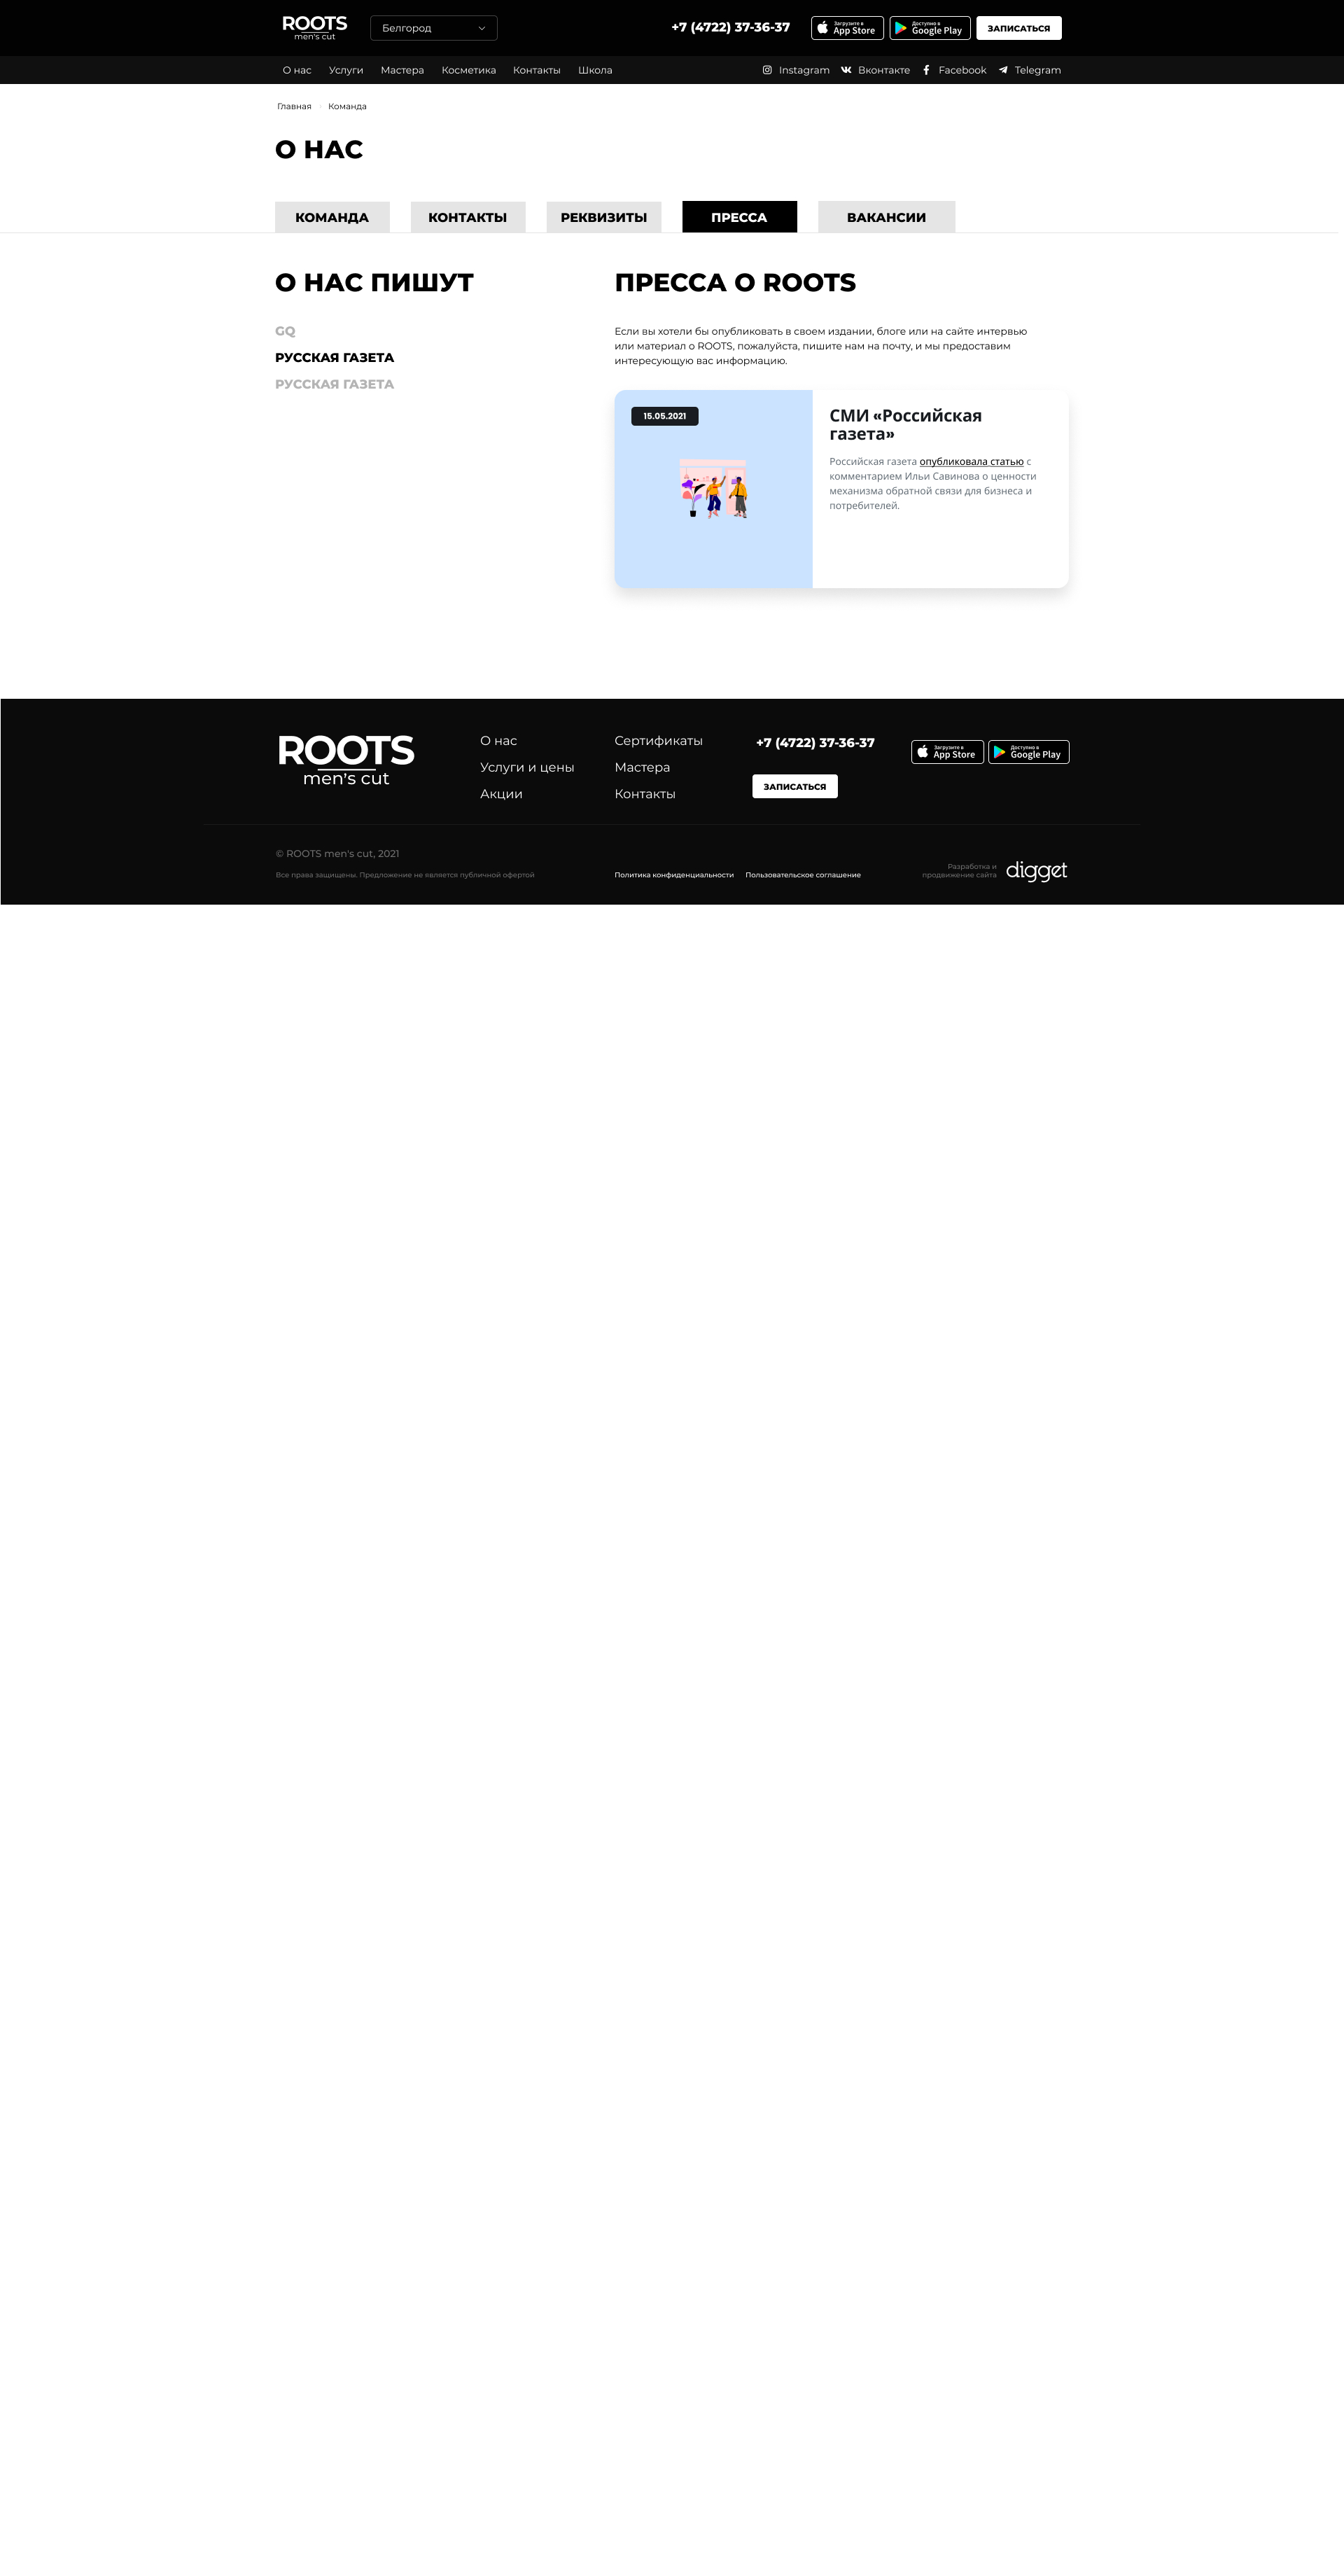 ROOTS
men's cut
Белгород
+7 (4722) 37-36-37
Загрузите в
App Store
Доступно в
Google Play
ЗАПИСАТЬСЯ
О нас
Услуги
Мастера
Косметика
Контакты
Школа
Instagram
Вконтакте
Facebook
Telegram
Главная
Команда
О НАС
КОМАНДА
КОНТАКТЫ
РЕКВИЗИТЫ
ПРЕССА
ВАКАНСИИ
О НАС ПИШУТ
GQ
РУССКАЯ ГАЗЕТА
РУССКАЯ ГАЗЕТА
ПРЕССА О ROOTS
Если вы хотели бы опубликовать в своем издании, блоге или на сайте интервью
или материал о ROOTS, пожалуйста, пишите нам на почту, и мы предоставим
интересующую вас информацию.
15.05.2021
СМИ «Российская
газета»
Российская газета опубликовала статью с
комментарием Ильи Савинова о ценности
механизма обратной связи для бизнеса и
потребителей.
ROOTS
men's cut
О нас
Услуги и цены
Акции
Сертификаты
Мастера
Контакты
+7 (4722) 37-36-37
ЗАПИСАТЬСЯ
Загрузите в
App Store
Доступно в
Google Play
© ROOTS men's cut, 2021
Все права защищены. Предложение не является публичной офертой
Политика конфиденциальности
Пользовательское соглашение
Разработка и
продвижение сайта
digget